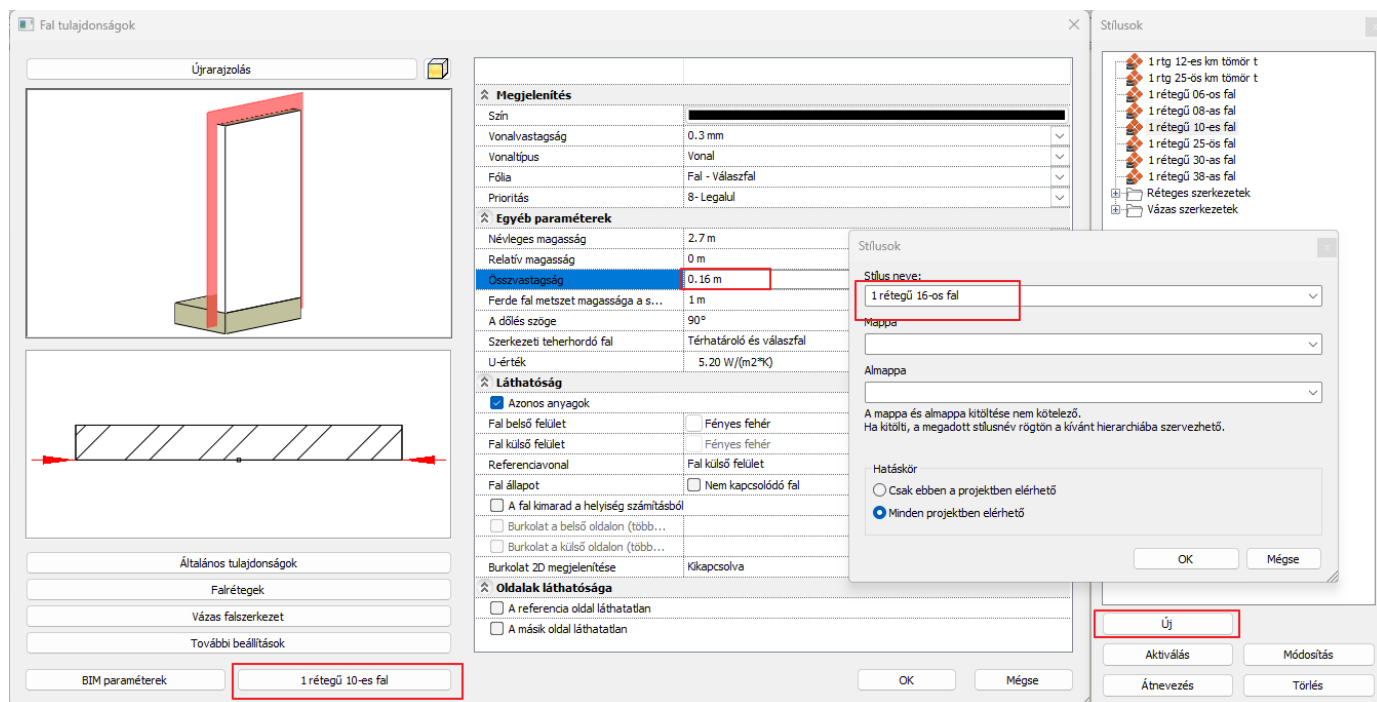 Fal tulajdonságok
Újrarajzolás
Általános tulajdonságok
Falrétegek
Vázas falszerkezet
További beállítások
BIM paraméterek
1 rétegű 10-es fal
Megjelenítés
Szín
Vonalvastagság 0.3 mm
Vonaltípus Vonal
Fólia Fal - Válaszfal
Prioritás 8- Legalul
Egyéb paraméterek
Névleges magasság 2.7 m
Relatív magasság 0 m
Összvastagság 0.16 m
Ferde fal metszet magassága a s... 1 m
A dőlés szöge 90°
Szerkezeti teherhordó fal Térhatároló és válaszfal
U-érték 5.20 W/(m2*K)
Láthatóság
Azonos anyagok
Fal belső felület Fényes fehér
Fal külső felület Fényes fehér
Referenciavonal Fal külső felület
Fal állapot Nem kapcsolódó fal
A fal kimarad a helyiség számításból
Burkolat a belső oldalon (több...
Burkolat a külső oldalon (több...
Burkolat 2D megjelenítése Kikapcsolva
Oldalak láthatósága
A referencia oldal láthatatlan
A másik oldal láthatatlan
OK Mégse
Stílusok
Stílus neve:
1 rétegű 16-os fal
Mappa
Almappa
A mappa és almappa kitöltése nem kötelező.
Ha kitölti, a megadott stílusnév rögtön a kívánt hierarchiába szervezhető.
Hatáskör
Csak ebben a projektben elérhető
Minden projektben elérhető
OK Mégse
Stílusok
1 rtg 12-es km tömör t
1 rtg 25-ös km tömör t
1 rétegű 06-os fal
1 rétegű 08-as fal
1 rétegű 10-es fal
1 rétegű 25-ös fal
1 rétegű 30-as fal
1 rétegű 38-as fal
Réteges szerkezetek
Vázas szerkezetek
Új
Aktiválás Módosítás
Átnevezés Törlés